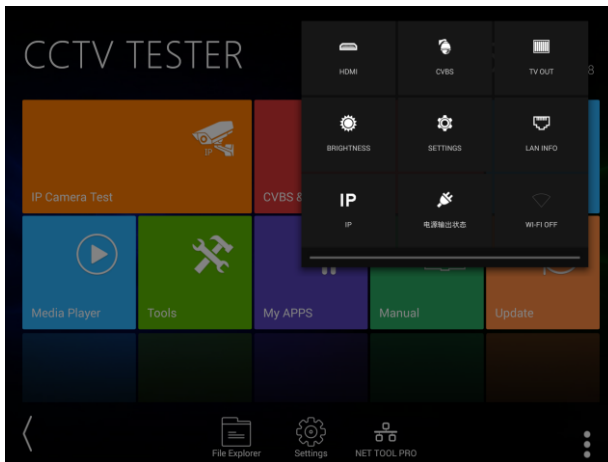 CCTV TESTER
HDMI
CVBS
TV OUT
8
BRIGHTNESS
SETTINGS
LAN INFO
IP
IP Camera Test
CVBS &
IP
IP
电源输出状态
WI-FI OFF
Media Player
Tools
My APPS
Manual
Update
File Explorer
Settings
NET TOOL PRO